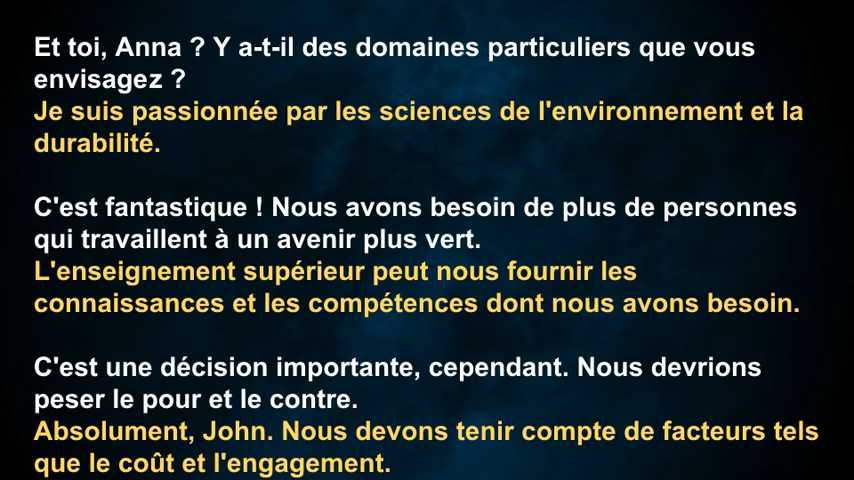 Et toi, Anna ? Y a-t-il des domaines particuliers que vous
envisagez ?
Je suis passionnée par les sciences de l'environnement et la
durabilité.
C'est fantastique ! Nous avons besoin de plus de personnes
qui travaillent à un avenir plus vert.
L'enseignement supérieur peut nous fournir les
connaissances et les compétences dont nous avons besoin.
C'est une décision importante, cependant. Nous devrions
peser le pour et le contre.
Absolument, John. Nous devons tenir compte de facteurs tels
que le coût et l'engagement.